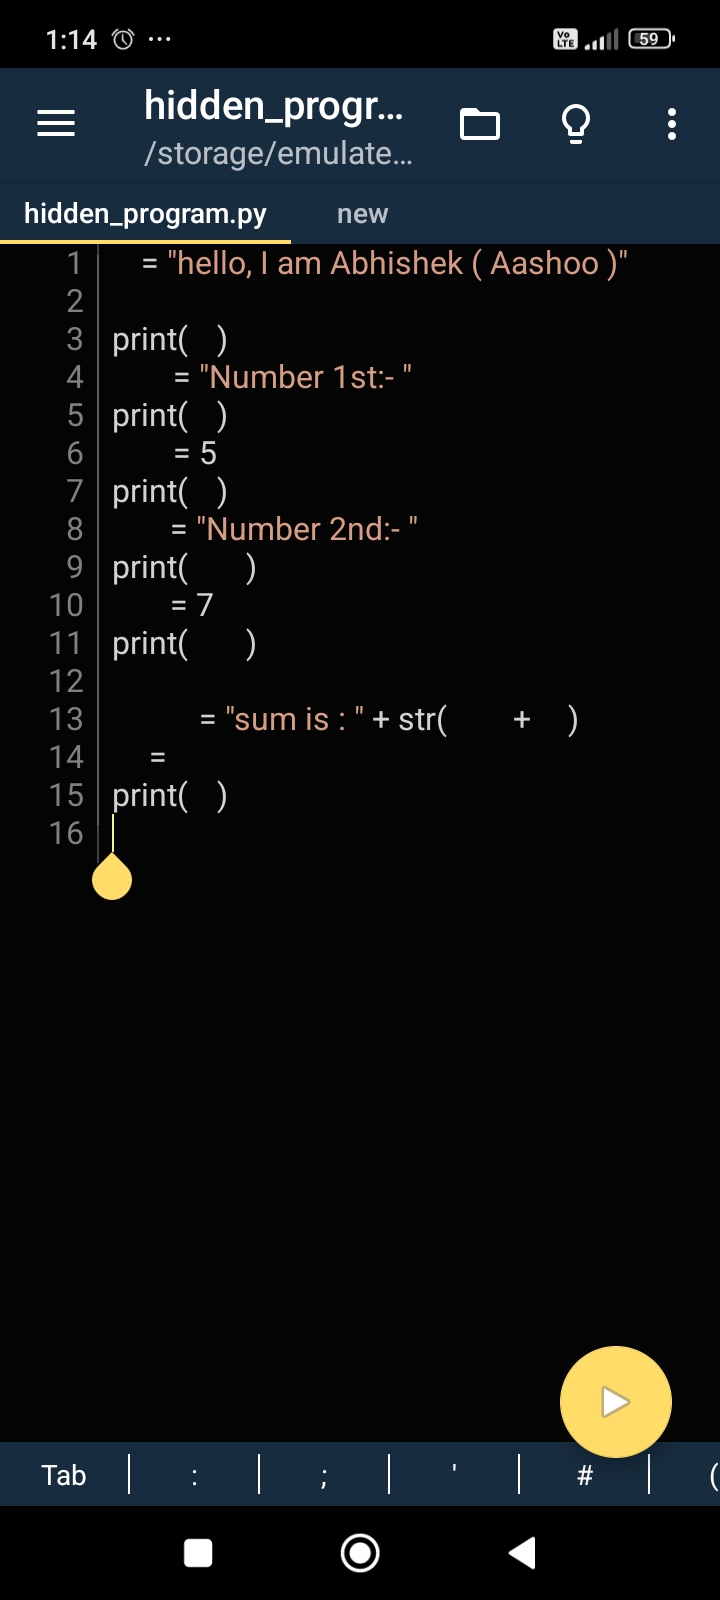 1:14 ... Vo LTE 59
hidden_progr...
/storage/emulate...
hidden_program.py new
1 = "hello, I am Abhishek ( Aashoo )"
2
3 print( )
4 = "Number 1st:- "
5 print( )
6 = 5
7 print( )
8 = "Number 2nd:- "
9 print( )
10 = 7
11 print( )
12
13 = "sum is : " + str( + )
14 =
15 print( )
16
Tab : ; ' # (